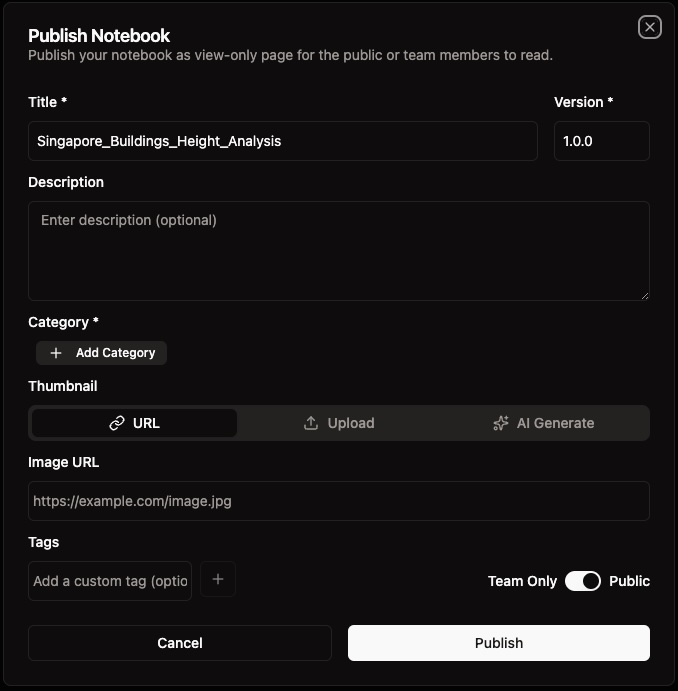 Publish Notebook
Publish your notebook as view-only page for the public or team members to read.
Title *
Version *
Singapore_Buildings_Height_Analysis
1.0.0
Description
Enter description (optional)
Category *
Add Category
Thumbnail
URL
Upload
AI Generate
Image URL
https://example.com/image.jpg
Tags
Add a custom tag (optio
Team Only
Public
Cancel
Publish